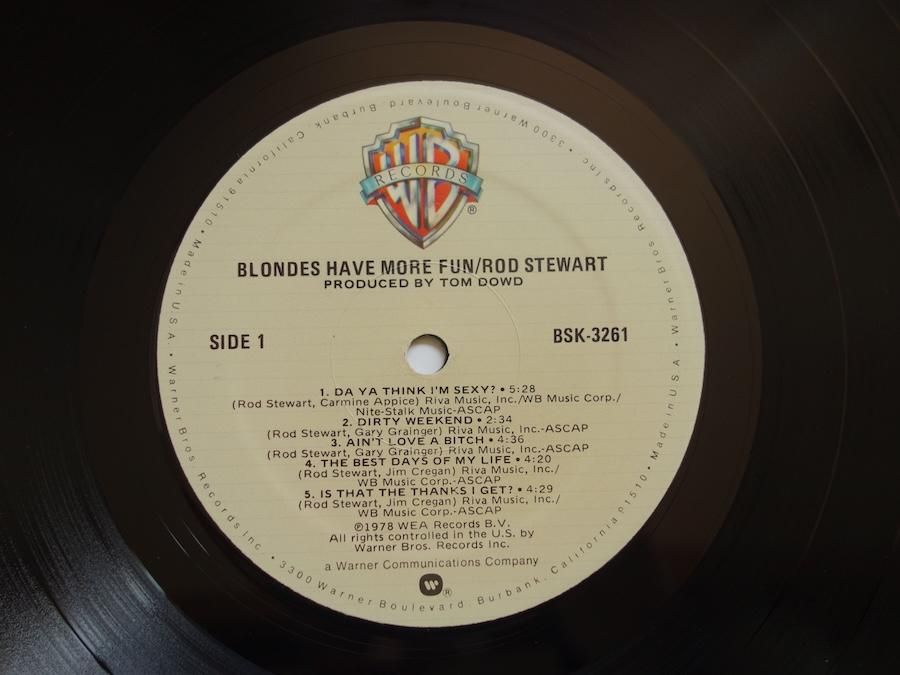 RECORDS
®
BLONDES HAVE MORE FUN/ROD STEWART
PRODUCED BY TOM DOWD
SIDE 1
BSK-3261
1. DA YA THINK I'M SEXY? • 5:28
(Rod Stewart, Carmine Appice) Riva Music, Inc./WB Music Corp./
Nite-Stalk Music-ASCAP
2. DIRTY WEEKEND • 2:34
(Rod Stewart, Gary Grainger) Riva Music, Inc.-ASCAP
3. AIN'T LOVE A BITCH • 4:36
(Rod Stewart, Gary Grainger) Riva Music, Inc.-ASCAP
4. THE BEST DAYS OF MY LIFE • 4:20
(Rod Stewart, Jim Cregan) Riva Music, Inc./
WB Music Corp.-ASCAP
5. IS THAT THE THANKS I GET? • 4:29
(Rod Stewart, Jim Cregan) Riva Music, Inc./
WB Music Corp.-ASCAP
℗1978 WEA Records B.V.
All rights controlled in the U.S. by
Warner Bros. Records Inc.
a Warner Communications Company
®
Made in U.S.A. • Warner Bros. Records Inc. • 3300 Warner Boulevard, Burbank, California 91510 • Made in U.S.A. • Warner Bros. Records Inc. • 3300 Warner Boulevard, Burbank, California 91510 •